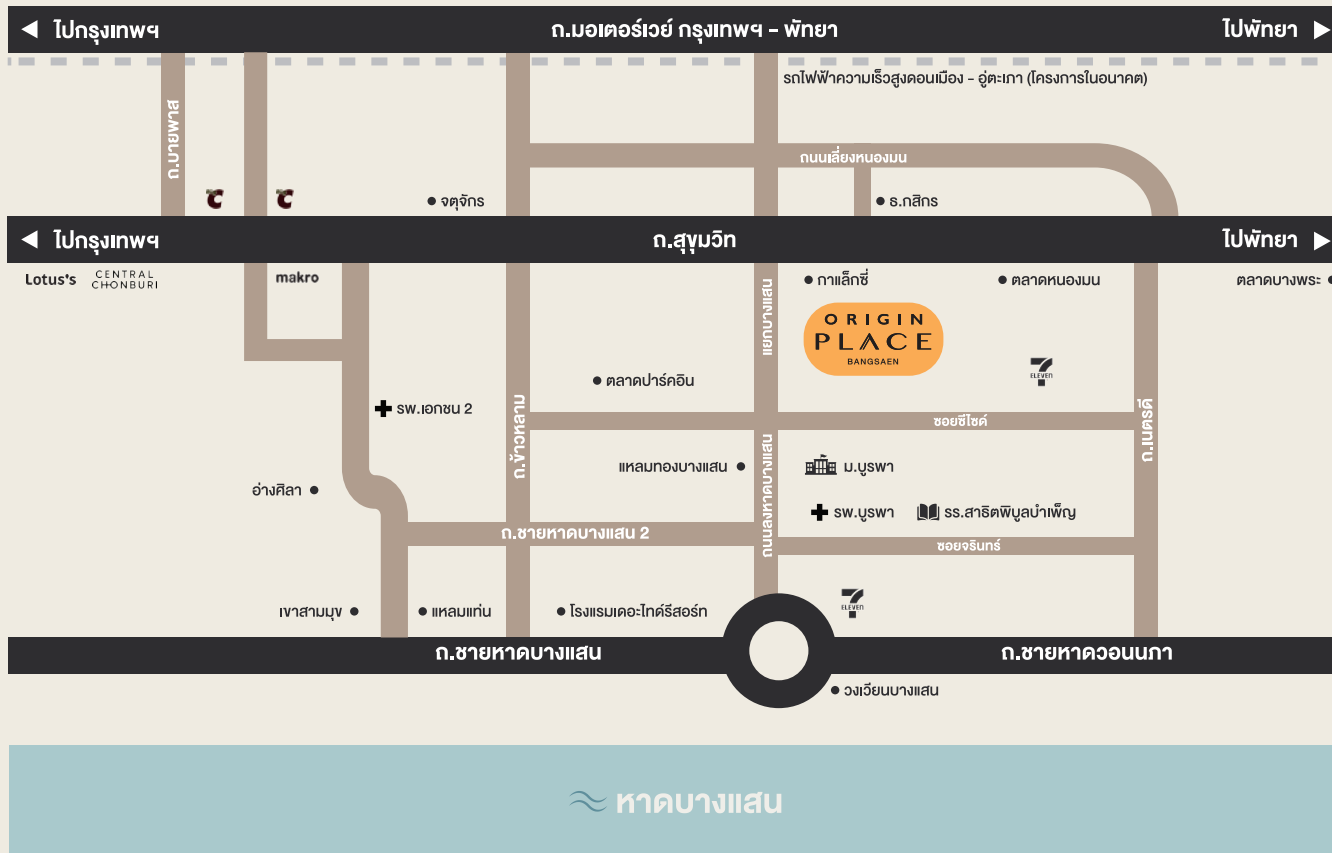 ไปกรุงเทพฯ
ถ.มอเตอร์เวย์ กรุงเทพฯ - พัทยา
ไปพัทยา
รถไฟฟ้าความเร็วสูงดอนเมือง - อู่ตะเภา (โครงการในอนาคต)
ถ.บายพาส
ถนนเลี่ยงหนองมน
จตุจักร
ธ.กสิกร
ไปกรุงเทพฯ
ถ.สุขุมวิท
ไปพัทยา
Lotus's
CENTRAL
CHONBURI
makro
แยกบางแสน
กาแล็กซี่
ตลาดหนองมน
ตลาดบางพระ
ORIGIN
PLACE
BANGSAEN
7
ELEVEN
ตลาดปาร์คอิน
รพ.เอกชน 2
ถ.ข้าวหลาม
ซอยซีไซด์
ถ.เนตรดี
แหลมทองบางแสน
ถนนลงหาดบางแสน
ม.บูรพา
อ่างศิลา
รพ.บูรพา
รร.สาธิตพิบูลบำเพ็ญ
ถ.ชายหาดบางแสน 2
ซอยจรินทร์
เขาสามมุข
แหลมแท่น
โรงแรมเดอะไทด์รีสอร์ท
7
ELEVEN
ถ.ชายหาดบางแสน
ถ.ชายหาดวอนนภา
วงเวียนบางแสน
หาดบางแสน